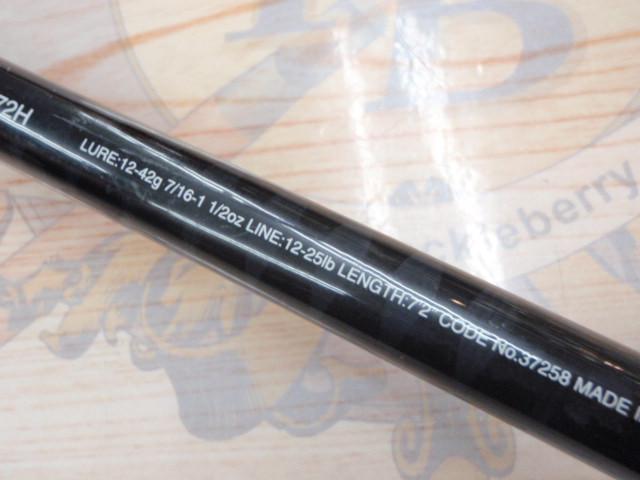 72H
LURE:12-42g 7/16-1 1/2oz LINE:12-25lb LENGTH:7'2" CODE No.37258 MADE
ckleberry